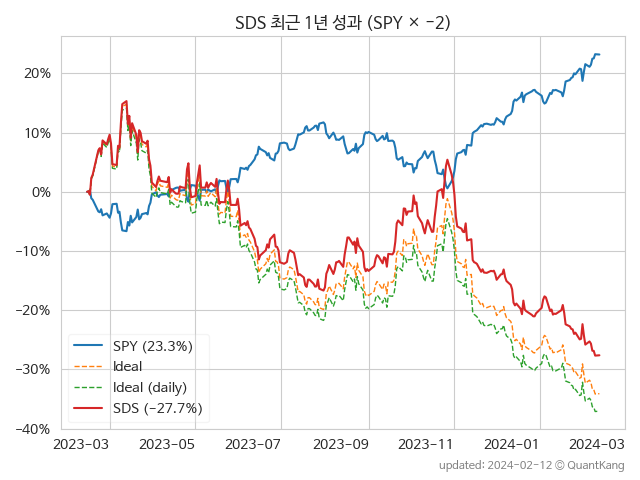 SDS 최근 1년 성과 (SPY × −2)
20%
10%
0%
−10%
−20%
−30%
−40%
SPY (23.3%)
Ideal
Ideal (daily)
SDS (−27.7%)
2023−03 2023−05 2023−07 2023−09 2023−11 2024−01 2024−03
updated: 2024−02−12 © QuantKang